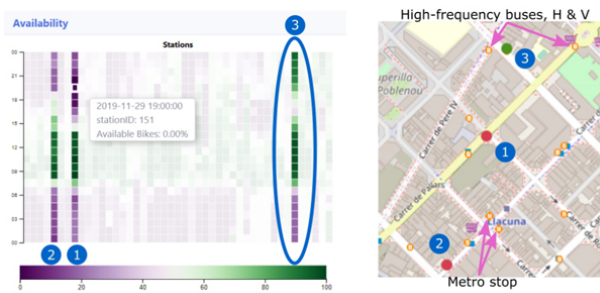 Availability
3
Stations
00
21
18
15
12
09
06
03
00
2019-11-29 19:00:00
stationID: 151
Available Bikes: 0.00%
2
1
0
20
40
60
80
100
High-frequency buses, H & V
3
Superilla
Poblenou
Carrer de Pere IV
1
Carrer de Pallars
Llacuna
2
Metro stop